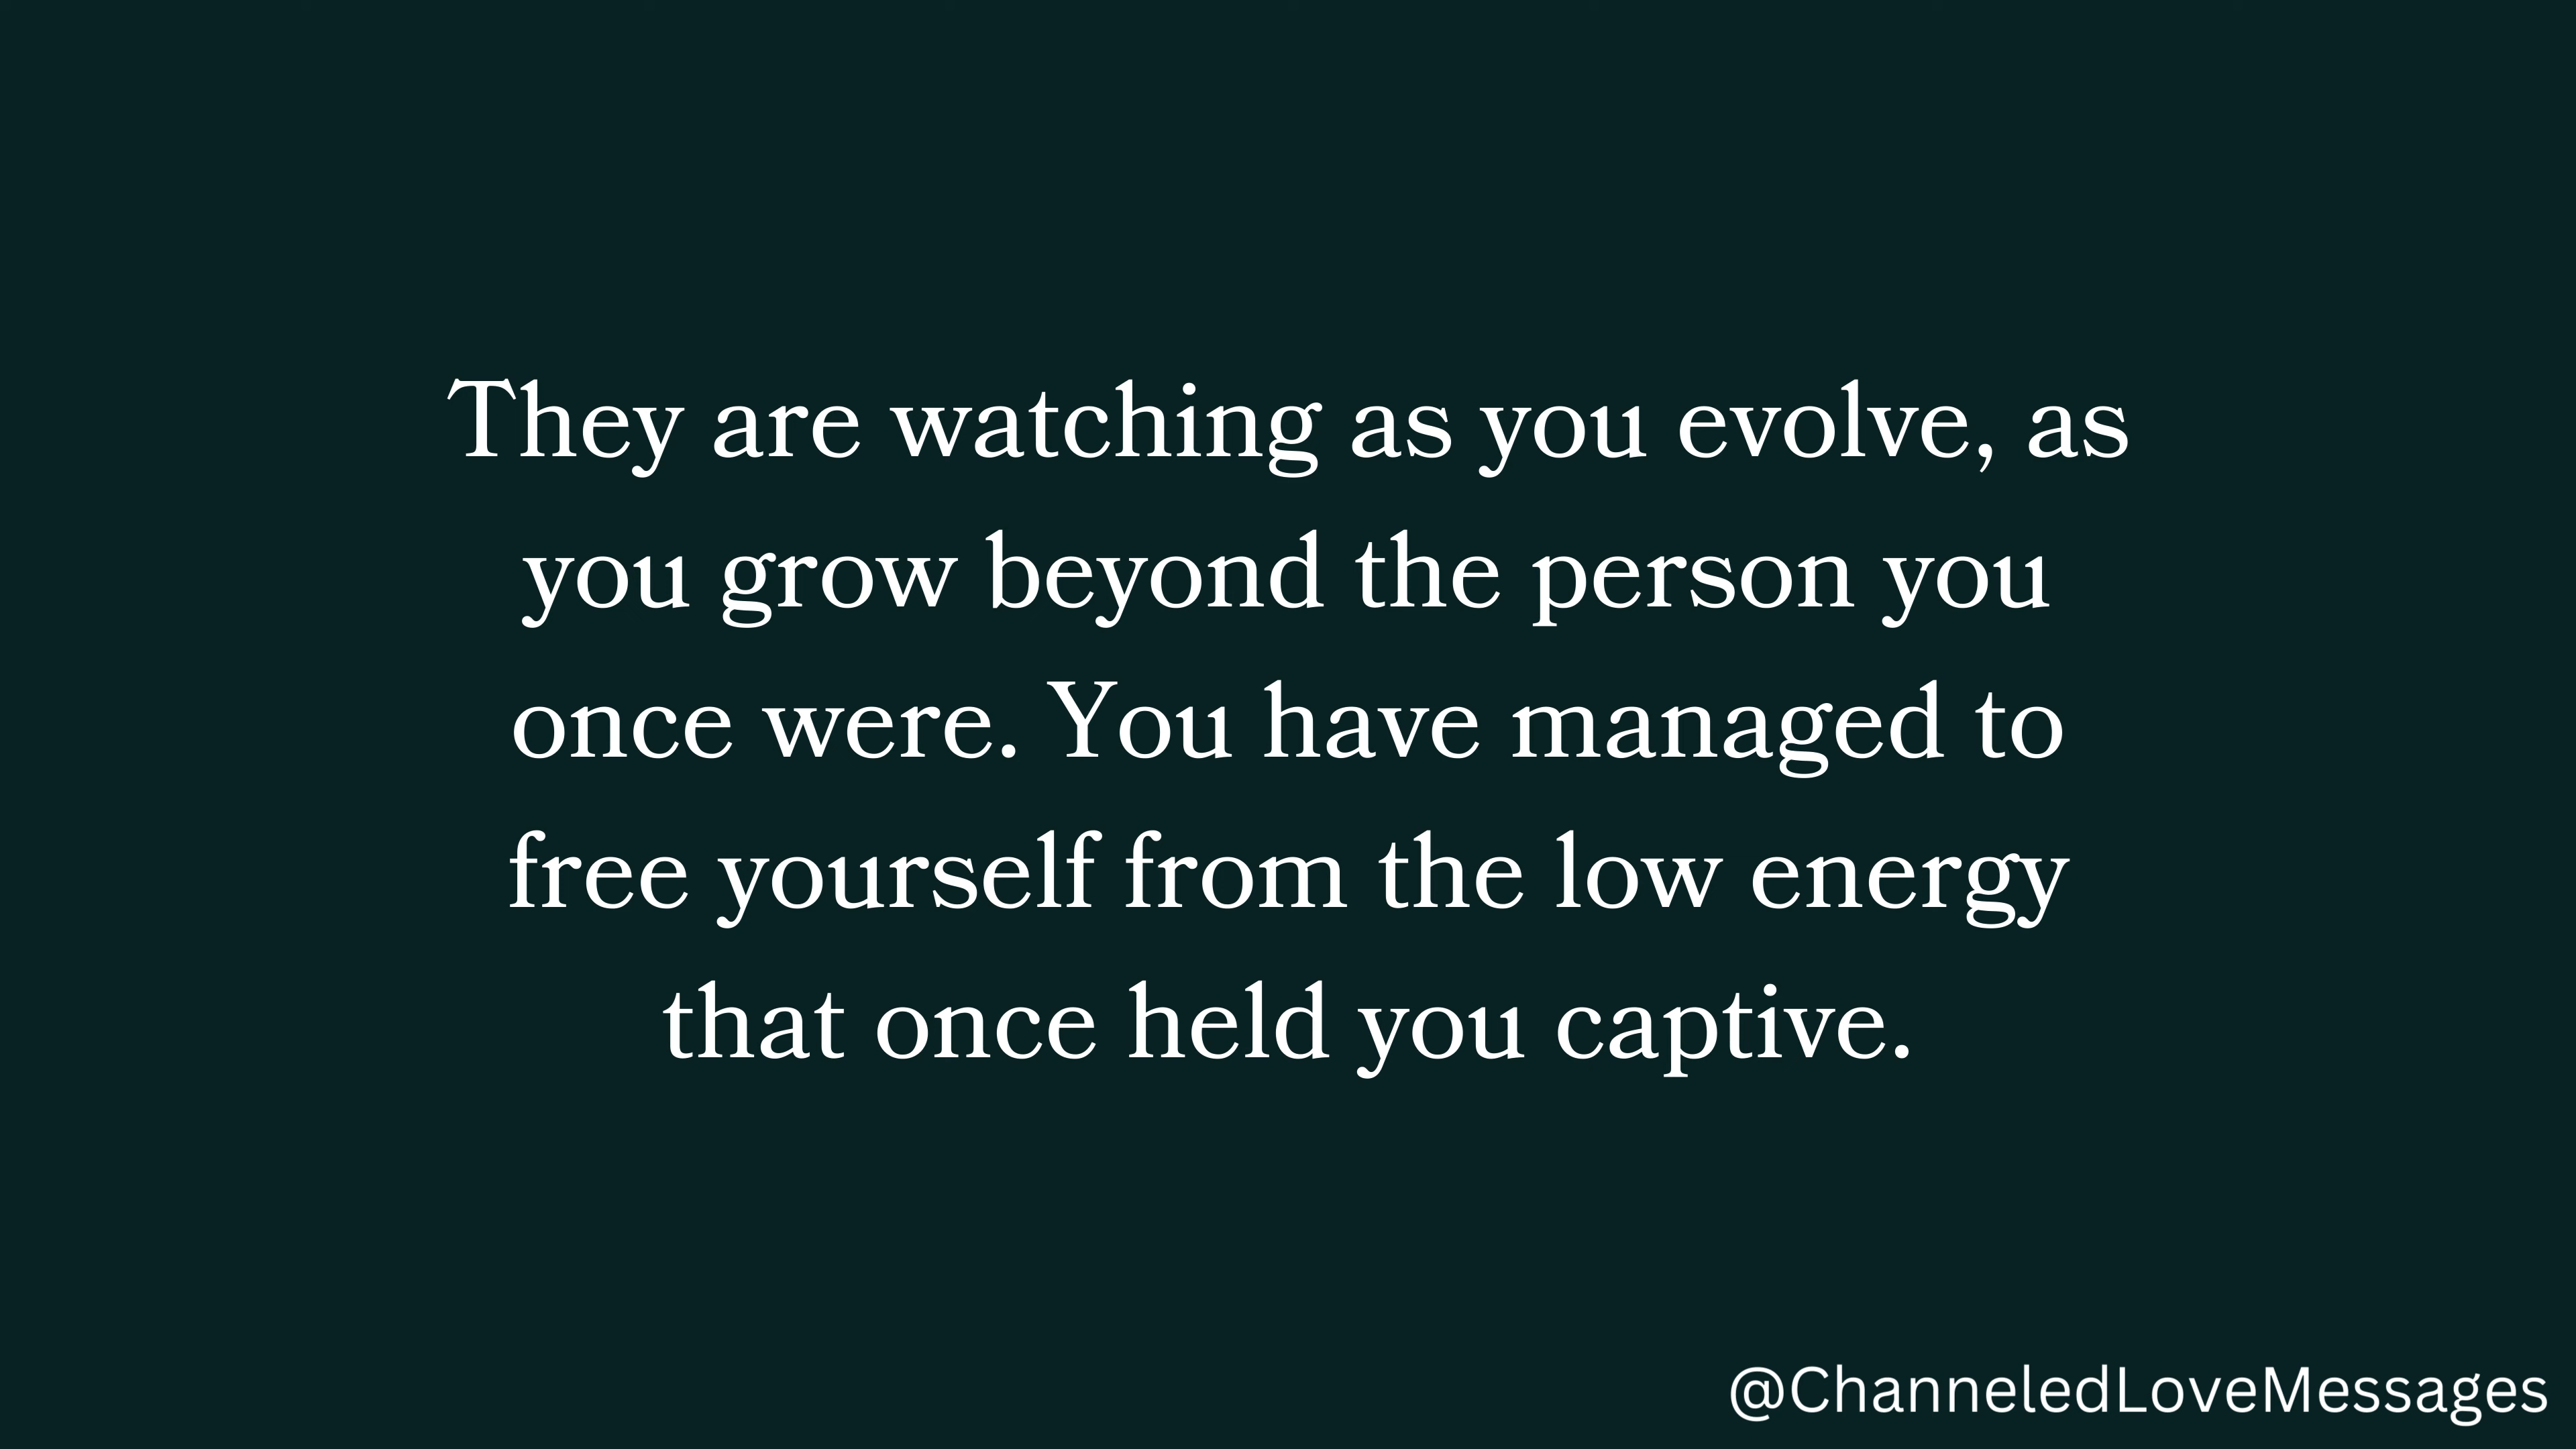 They are watching as you evolve, as
you grow beyond the person you
once were. You have managed to
free yourself from the low energy
that once held you captive.
@ChanneledLoveMessages